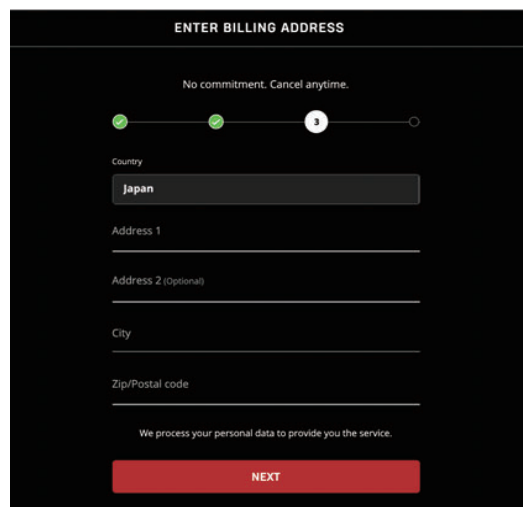 ENTER BILLING ADDRESS
No commitment. Cancel anytime.
3
Country
Japan
Address 1
Address 2 (Optional)
City
Zip/Postal code
We process your personal data to provide you the service.
NEXT